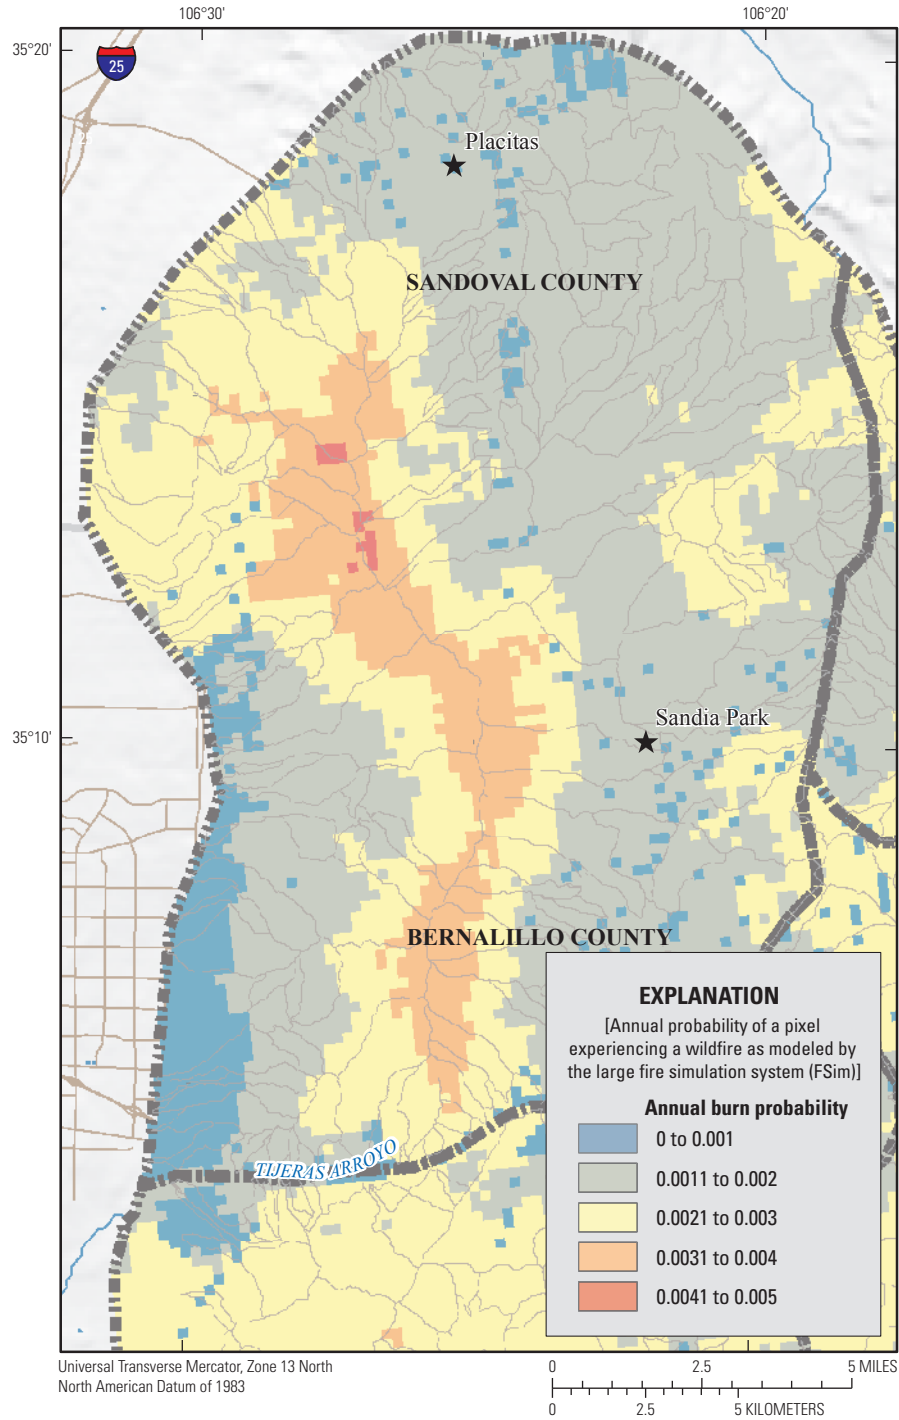 106°30'
106°20'
35°20'
25
Placitas
SANDOVAL COUNTY
Sandia Park
35°10'
BERNALILLO COUNTY
TIJERAS ARROYO
EXPLANATION
[Annual probability of a pixel
experiencing a wildfire as modeled by
the large fire simulation system (FSim)]
Annual burn probability
0 to 0.001
0.0011 to 0.002
0.0021 to 0.003
0.0031 to 0.004
0.0041 to 0.005
Universal Transverse Mercator, Zone 13 North
North American Datum of 1983
0 2.5 5 MILES
0 2.5 5 KILOMETERS